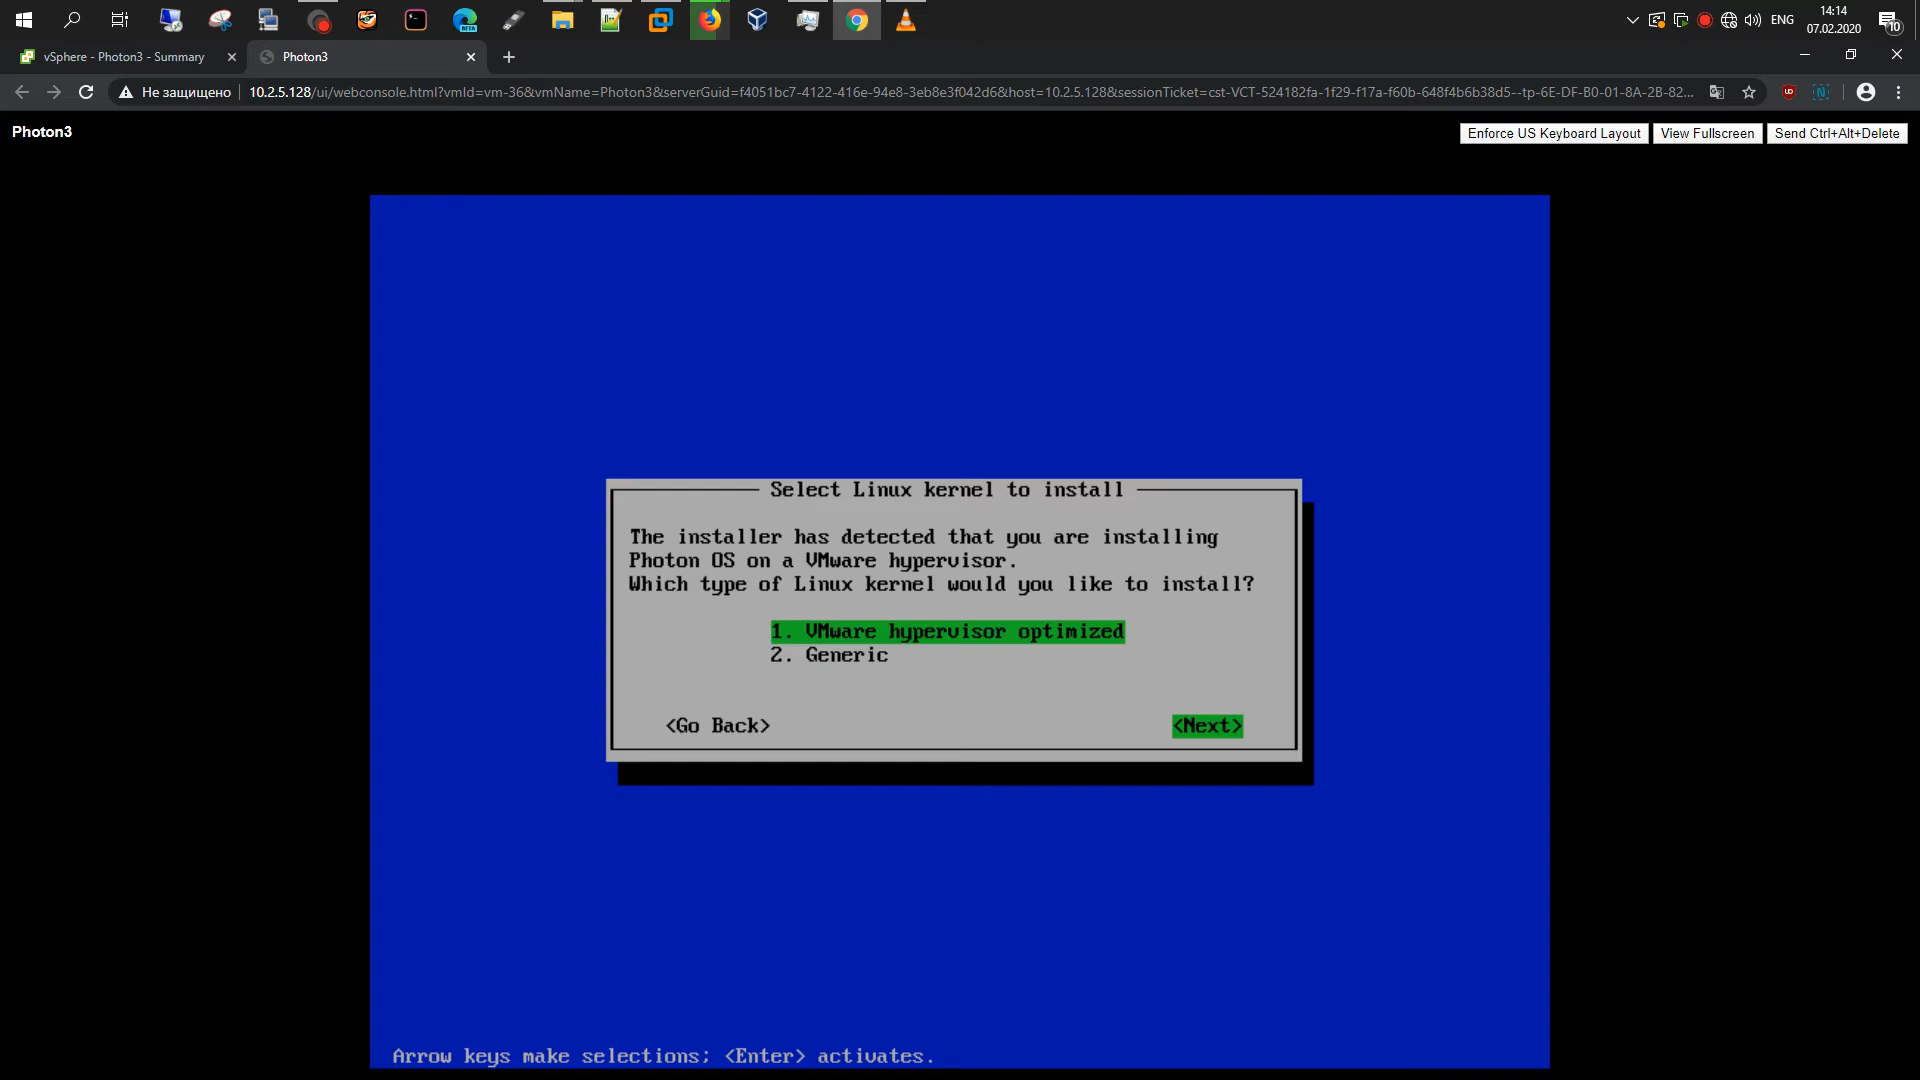 ENG
14:14
07.02.2020
10
BETA
vSphere - Photon3 - Summary
Photon3
Не защищено
10.2.5.128/ui/webconsole.html?vmId=vm-36&vmName=Photon3&serverGuid=f4051bc7-4122-416e-94e8-3eb8e3f042d6&host=10.2.5.128&sessionTicket=cst-VCT-524182fa-1f29-f17a-f60b-648f4b6b38d5--tp-6E-DF-B0-01-8A-2B-82...
Photon3
Enforce US Keyboard Layout
View Fullscreen
Send Ctrl+Alt+Delete
Select Linux kernel to install
The installer has detected that you are installing
Photon OS on a VMware hypervisor.
Which type of Linux kernel would you like to install?
1. VMware hypervisor optimized
2. Generic
<Go Back>
<Next>
Arrow keys make selections; <Enter> activates.